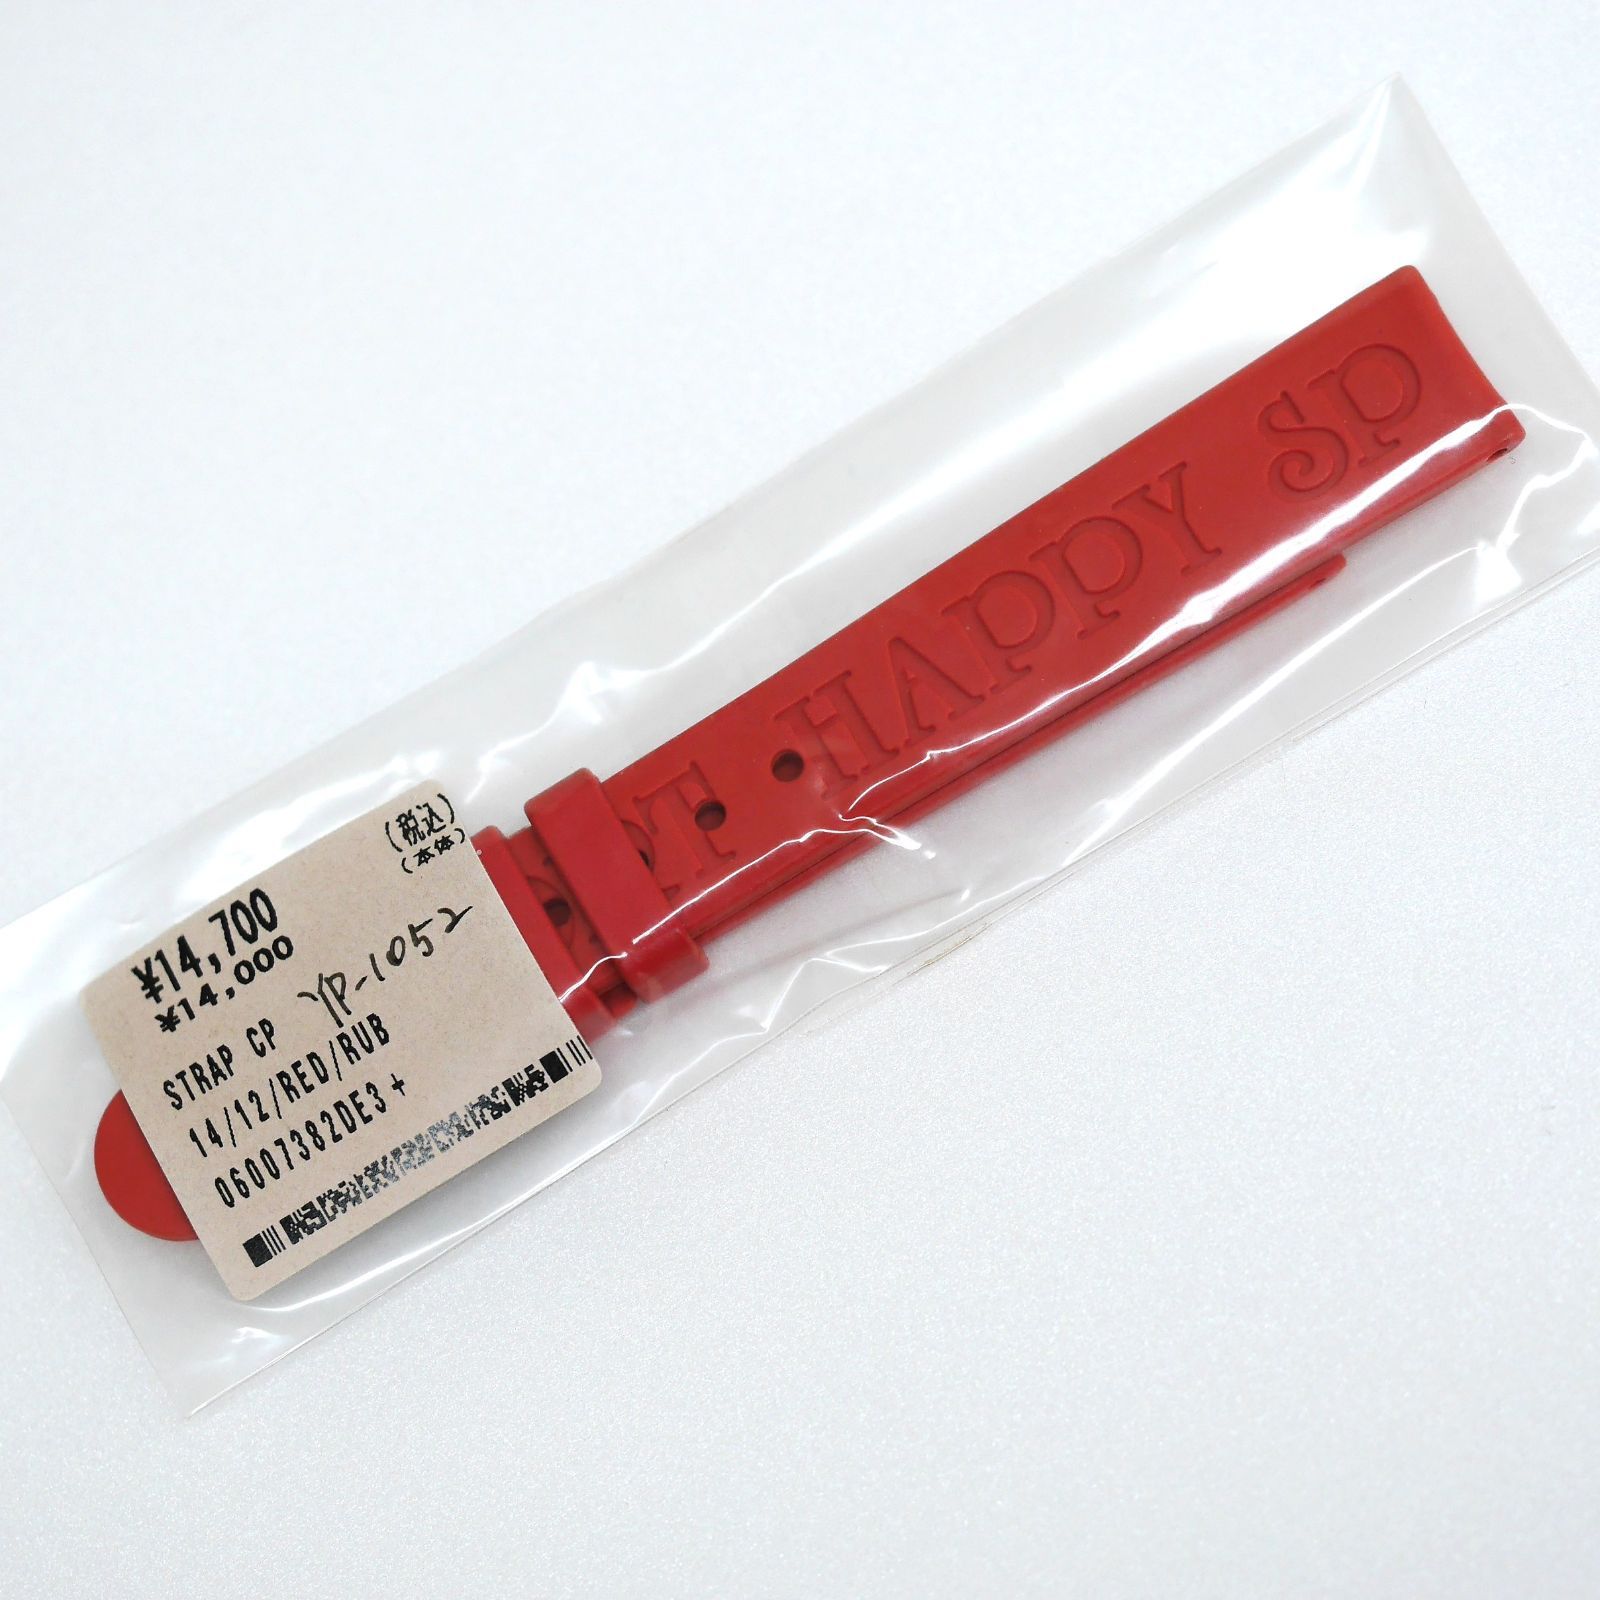 ¥14,700 (税込)
¥14,000 (本体)
YP-1052
STRAP CP
14/12/RED/RUB
06007382DE3+
HAPPY SP